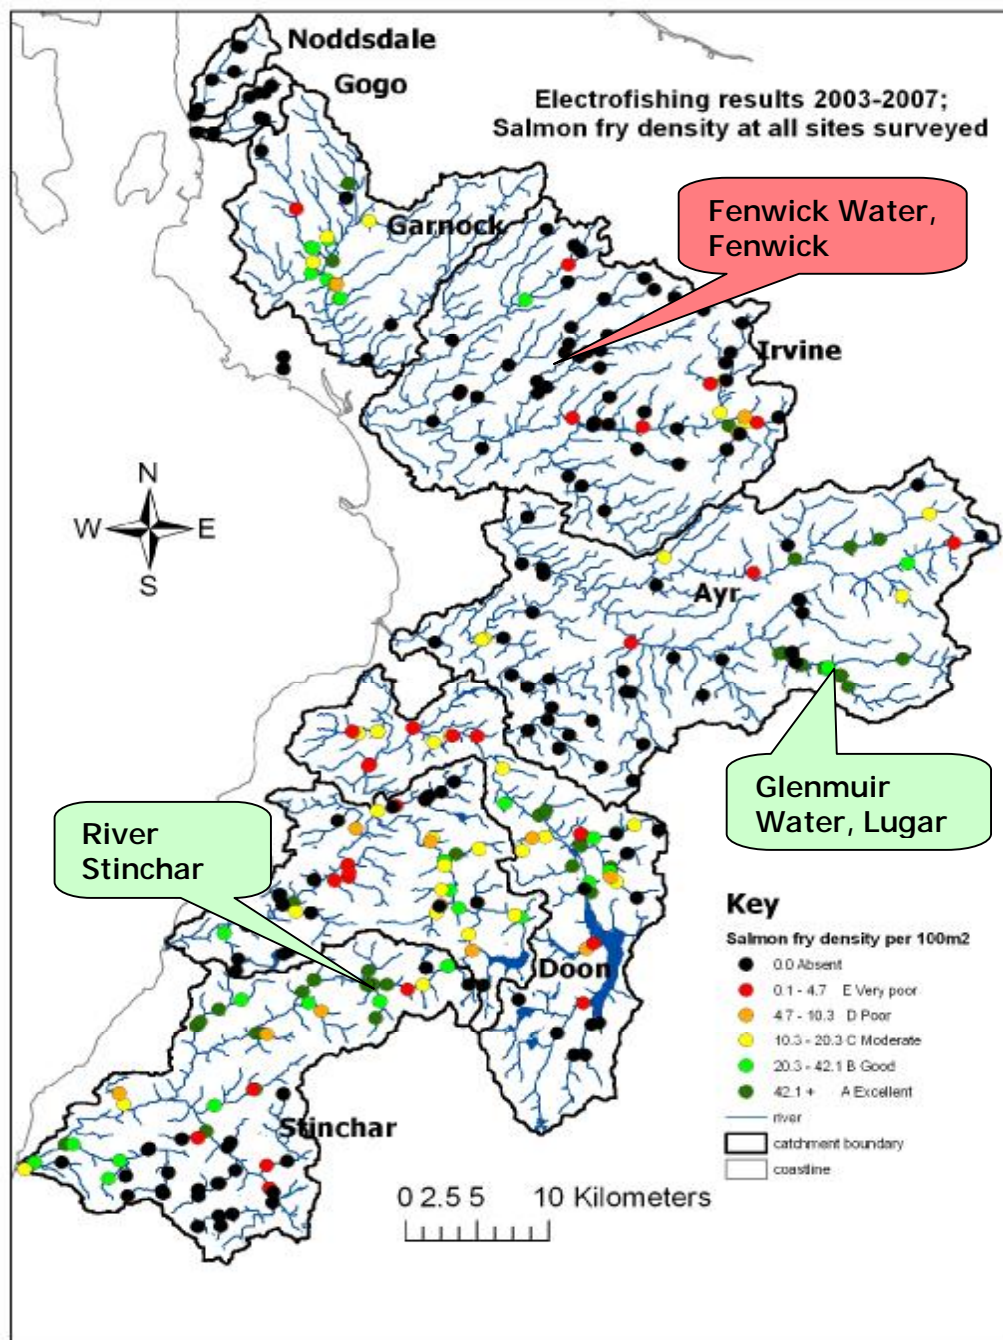 Noddsdale
Gogo
Electrofishing results 2003-2007;
Salmon fry density at all sites surveyed
Fenwick Water,
Fenwick
Garnock
Irvine
N
W E
S
Ayr
Glenmuir
Water, Lugar
River
Stinchar
Doon
Stinchar
Key
Salmon fry density per 100m2
0.0 Absent
0.1 - 4.7 E Very poor
4.7 - 10.3 D Poor
10.3 - 20.3 C Moderate
20.3 - 42.1 B Good
42.1 + A Excellent
river
catchment boundary
coastline
0 2.5 5 10 Kilometers